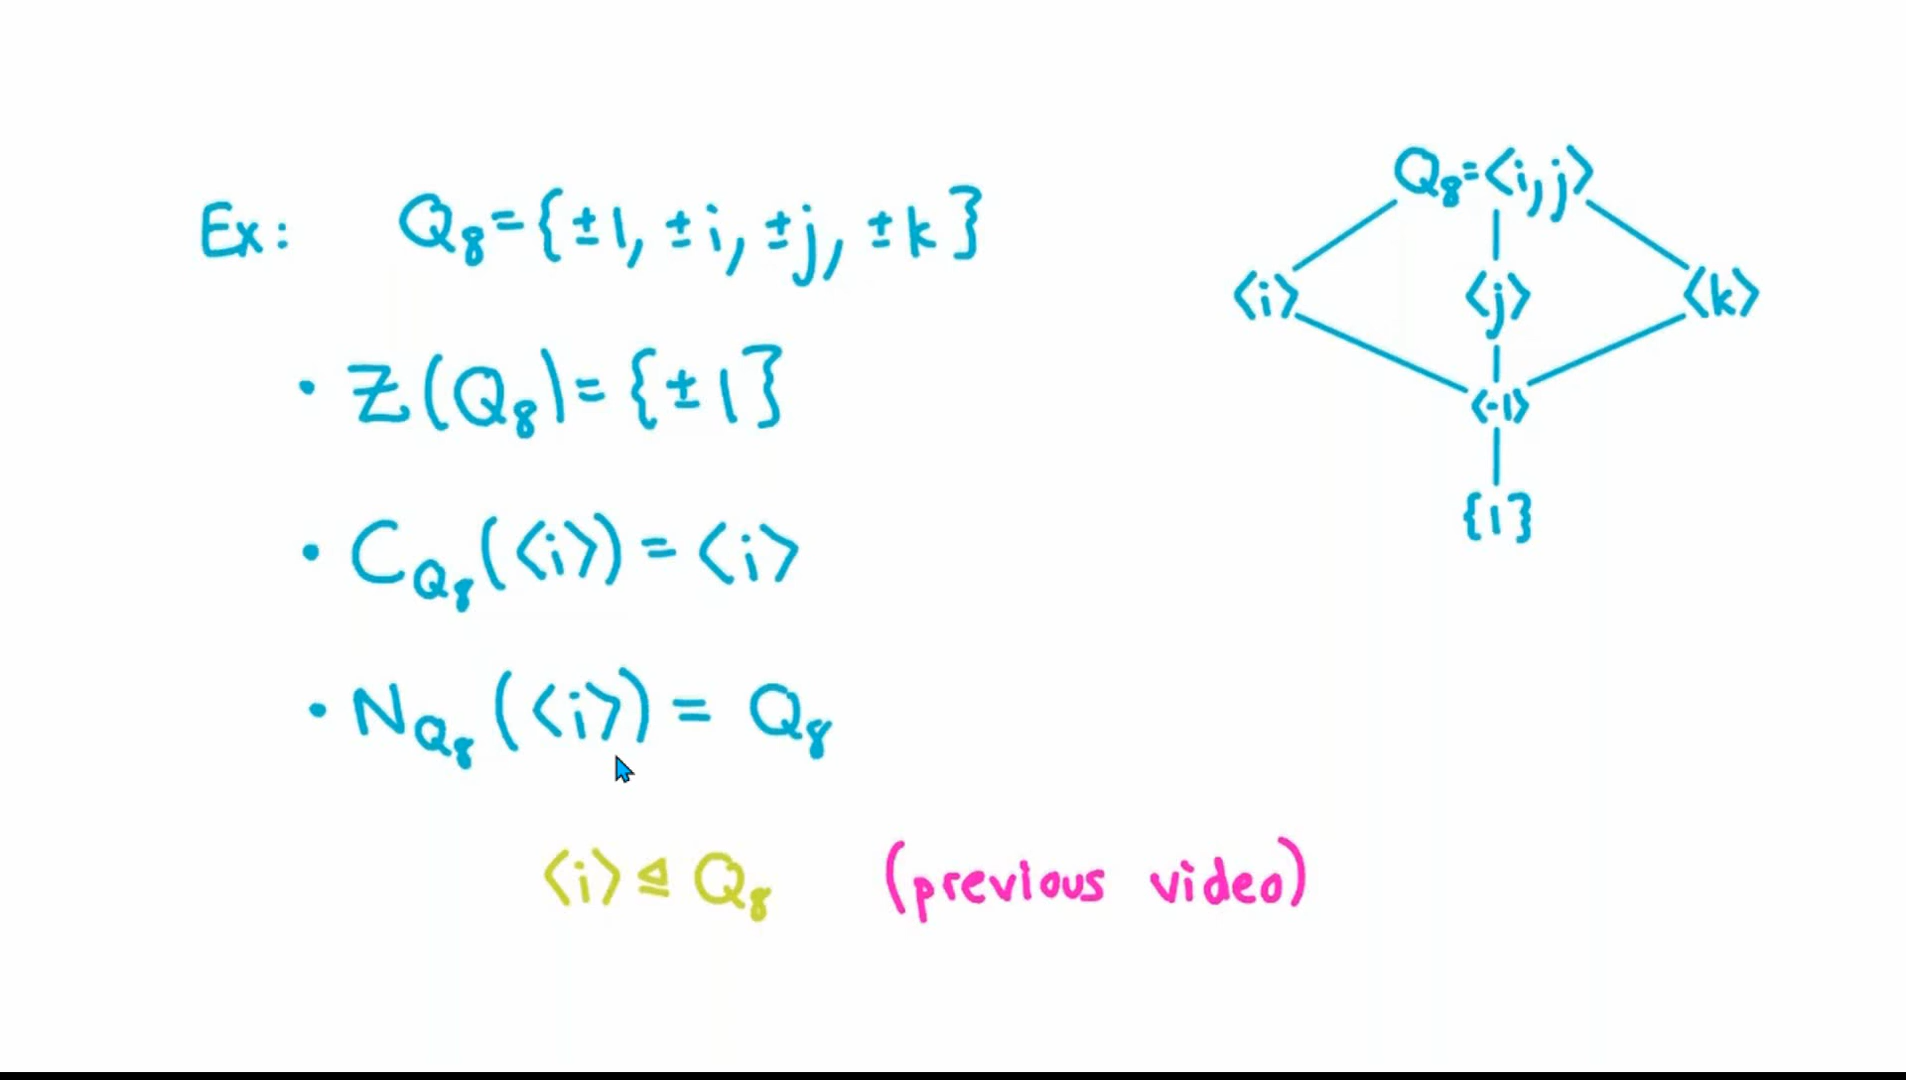 Ex: Q₈={±1, ±i, ±j, ±k}
• Z(Q₈)={±1}
• C_Q₈(⟨i⟩)=⟨i⟩
• N_Q₈(⟨i⟩)= Q₈
⟨i⟩⊴Q₈ (previous video)
Q₈=⟨i,j⟩
⟨i⟩ ⟨j⟩ ⟨k⟩
⟨-1⟩
{1}